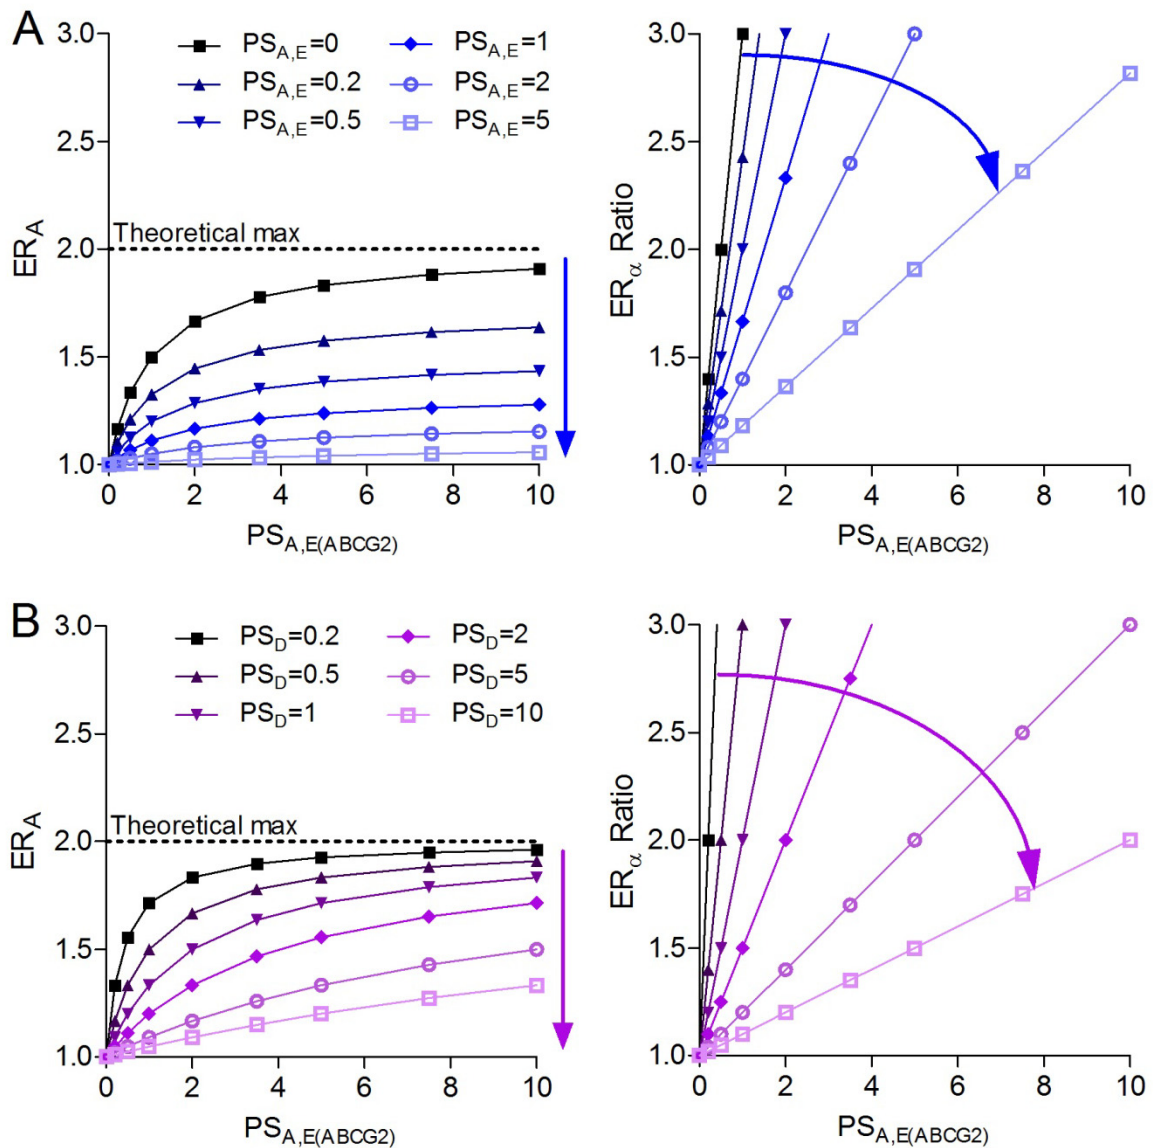 A
PS_A,E=0
PS_A,E=0.2
PS_A,E=0.5
PS_A,E=1
PS_A,E=2
PS_A,E=5
Theoretical max
ER_A
3.0
2.5
2.0
1.5
1.0
0 2 4 6 8 10
PS_A,E(ABCG2)
ER_α Ratio
3.0
2.5
2.0
1.5
1.0
0 2 4 6 8 10
PS_A,E(ABCG2)
B
PS_D=0.2
PS_D=0.5
PS_D=1
PS_D=2
PS_D=5
PS_D=10
Theoretical max
ER_A
3.0
2.5
2.0
1.5
1.0
0 2 4 6 8 10
PS_A,E(ABCG2)
ER_α Ratio
3.0
2.5
2.0
1.5
1.0
0 2 4 6 8 10
PS_A,E(ABCG2)